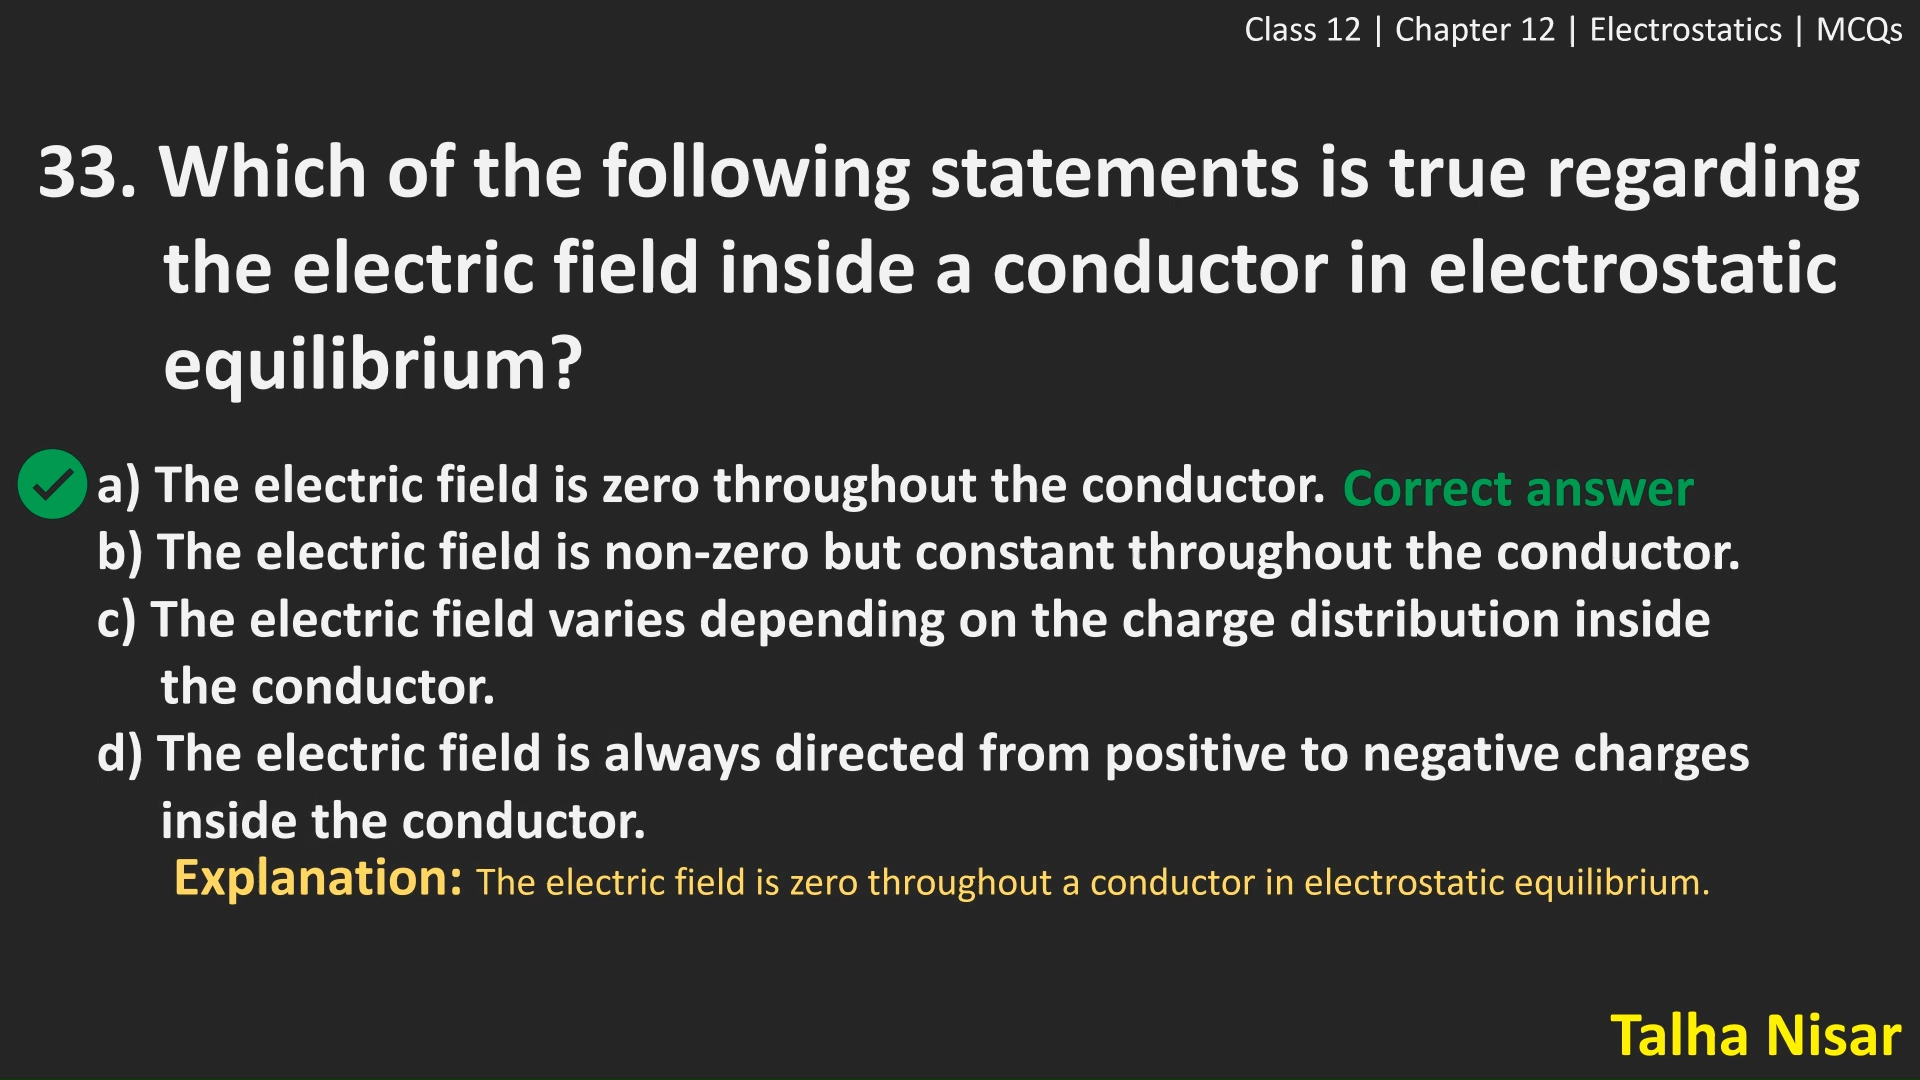 Class 12 | Chapter 12 | Electrostatics | MCQs
33. Which of the following statements is true regarding
the electric field inside a conductor in electrostatic
equilibrium?
a) The electric field is zero throughout the conductor. Correct answer
b) The electric field is non-zero but constant throughout the conductor.
c) The electric field varies depending on the charge distribution inside
the conductor.
d) The electric field is always directed from positive to negative charges
inside the conductor.
Explanation: The electric field is zero throughout a conductor in electrostatic equilibrium.
Talha Nisar